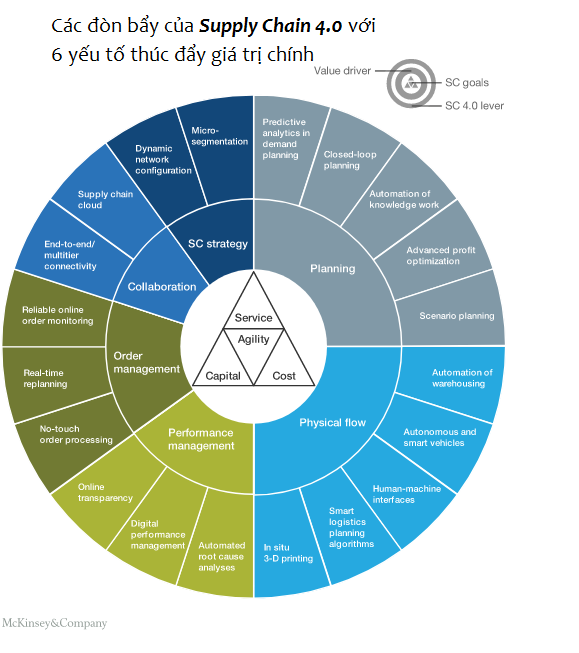 Các đòn bẩy của Supply Chain 4.0 với
6 yếu tố thúc đẩy giá trị chính
Value driver
SC goals
SC 4.0 lever
Micro-
segmentation
Dynamic
network
configuration
Supply chain
cloud
End-to-end/
multitier
connectivity
Reliable online
order monitoring
Real-time
replanning
No-touch
order processing
Online
transparency
Digital
performance
management
Automated
root cause
analyses
In situ
3-D printing
Smart
logistics
planning
algorithms
Human-machine
interfaces
Autonomous and
smart vehicles
Automation of
warehousing
Scenario planning
Advanced profit
optimization
Automation of
knowledge work
Closed-loop
planning
Predictive
analytics in
demand
planning
SC strategy
Collaboration
Order
management
Performance
management
Physical flow
Planning
Service
Agility
Capital
Cost
McKinsey&Company